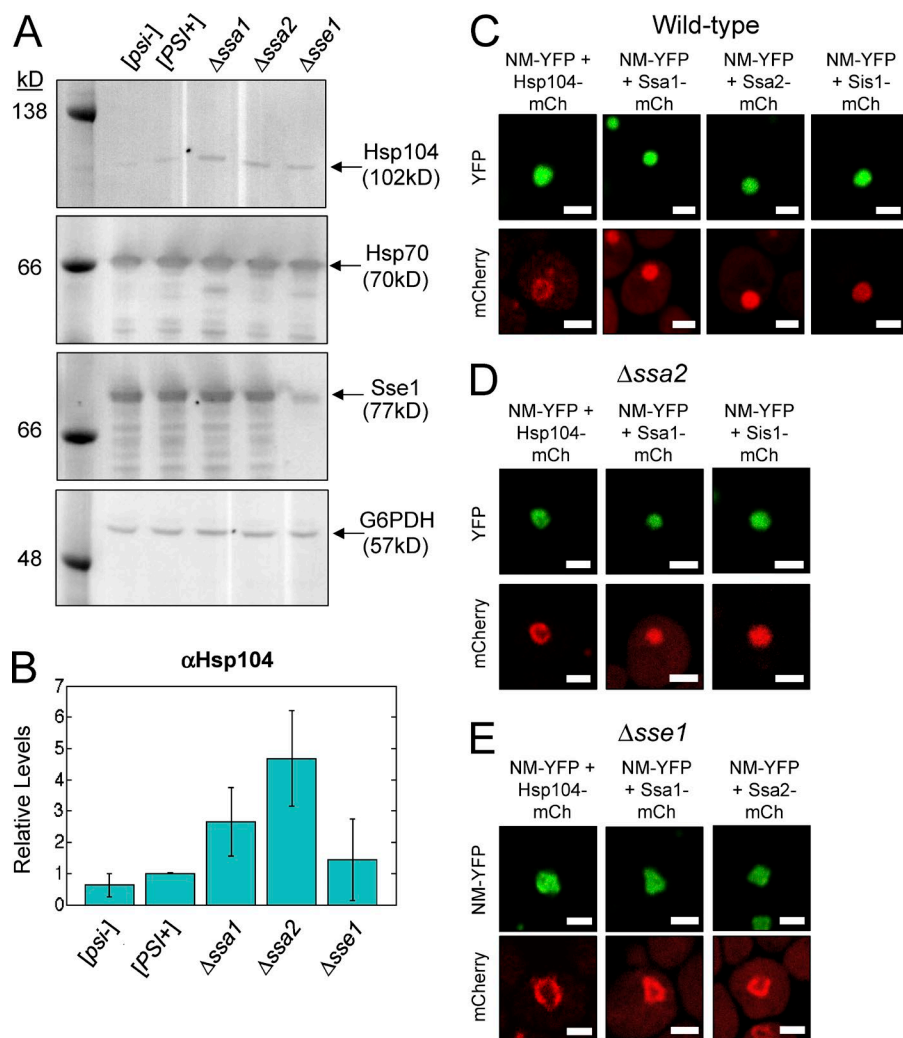 A
[psi-] [PSI+] Δssa1 Δssa2 Δsse1
kD
138
Hsp104
(102kD)
66
Hsp70
(70kD)
Sse1
(77kD)
66
G6PDH
(57kD)
48
B
αHsp104
Relative Levels
7
6
5
4
3
2
1
0
[psi-] [PSI+] Δssa1 Δssa2 Δsse1
C
Wild-type
NM-YFP + NM-YFP NM-YFP NM-YFP
Hsp104- + Ssa1- + Ssa2- + Sis1-
mCh mCh mCh mCh
YFP
mCherry
D
Δssa2
NM-YFP + NM-YFP NM-YFP
Hsp104- + Ssa1- + Sis1-
mCh mCh mCh
YFP
mCherry
E
Δsse1
NM-YFP + NM-YFP NM-YFP
Hsp104- + Ssa1- + Ssa2-
mCh mCh mCh
NM-YFP
mCherry